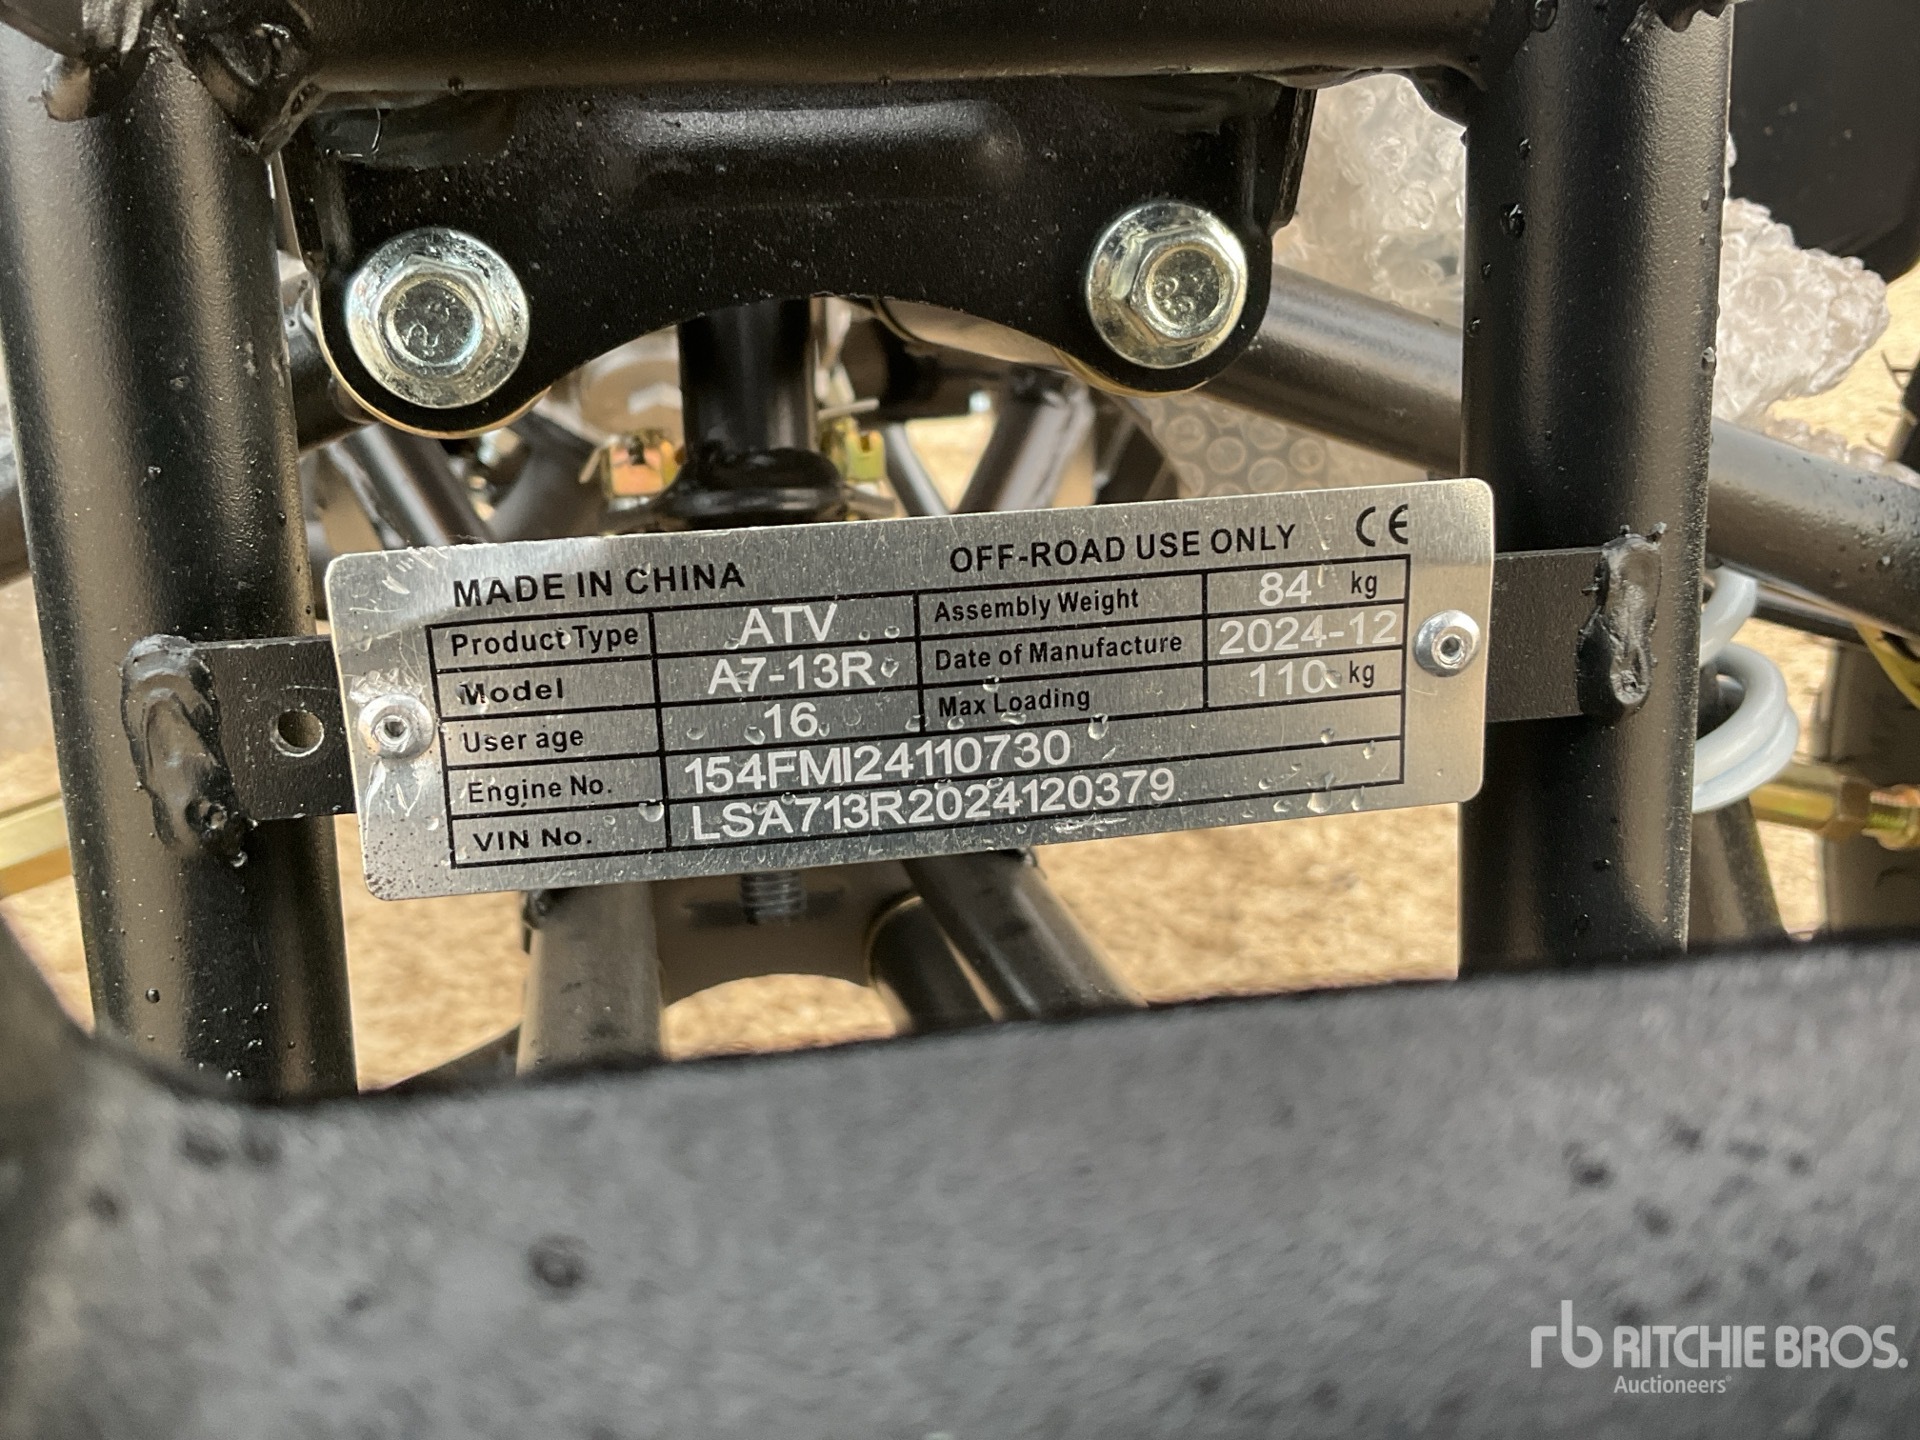 MADE IN CHINA OFF-ROAD USE ONLY CE
Product Type ATV Assembly Weight 84 kg
Model A7-13R Date of Manufacture 2024-12
User age 16 Max Loading 110 kg
Engine No. 154FMI24110730
VIN No. LSA713R2024120379
rb RITCHIE BROS.
Auctioneers